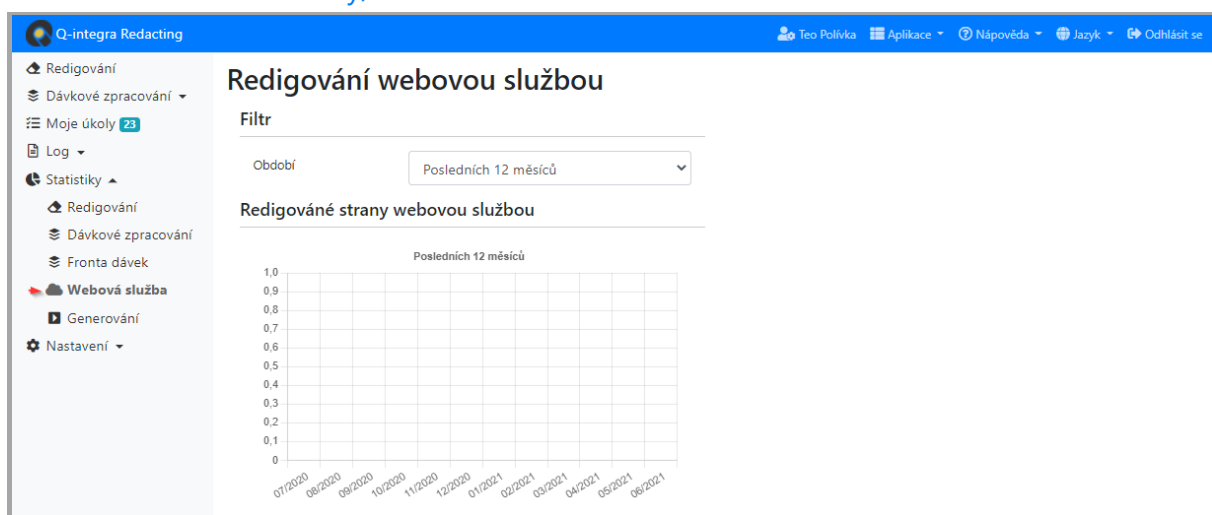 Q-integra Redacting
Teo Polívka Aplikace Nápověda Jazyk Odhlásit se
Redigování
Dávkové zpracování
Moje úkoly 23
Log
Statistiky
Redigování
Dávkové zpracování
Fronta dávek
Webová služba
Generování
Nastavení
Redigování webovou službou
Filtr
Období Posledních 12 měsíců
Redigováné strany webovou službou
Posledních 12 měsíců
1,0
0,9
0,8
0,7
0,6
0,5
0,4
0,3
0,2
0,1
0
07/2020 08/2020 09/2020 10/2020 11/2020 12/2020 01/2021 02/2021 03/2021 04/2021 05/2021 06/2021